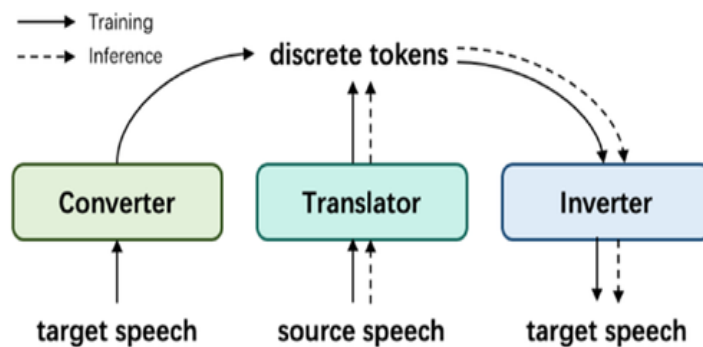 Training
Inference
discrete tokens
Converter
Translator
Inverter
target speech
source speech
target speech